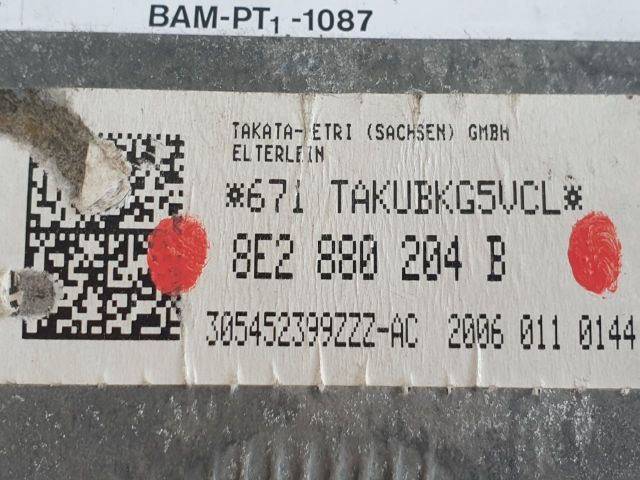 BAM-PT₁-1087
TAKATA-PETRI (SACHSEN) GMBH
ELTERLEIN
*671 TAKUBKG5VCL*
8E2 880 204 B
305452399ZZZ-AC 2006 011 0144